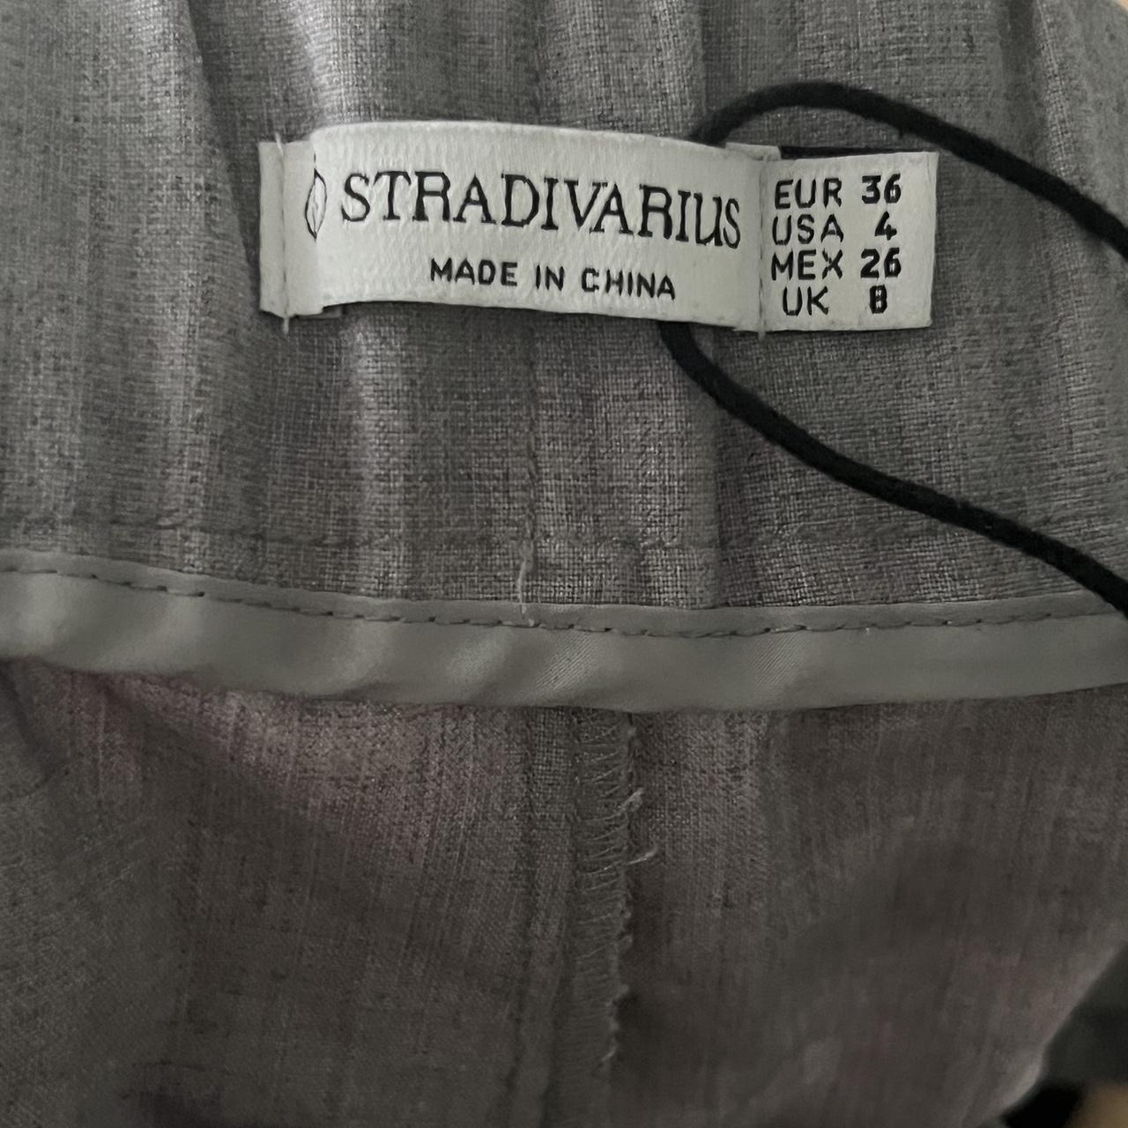 STRADIVARIUS
MADE IN CHINA
EUR 36
USA 4
MEX 26
UK 8